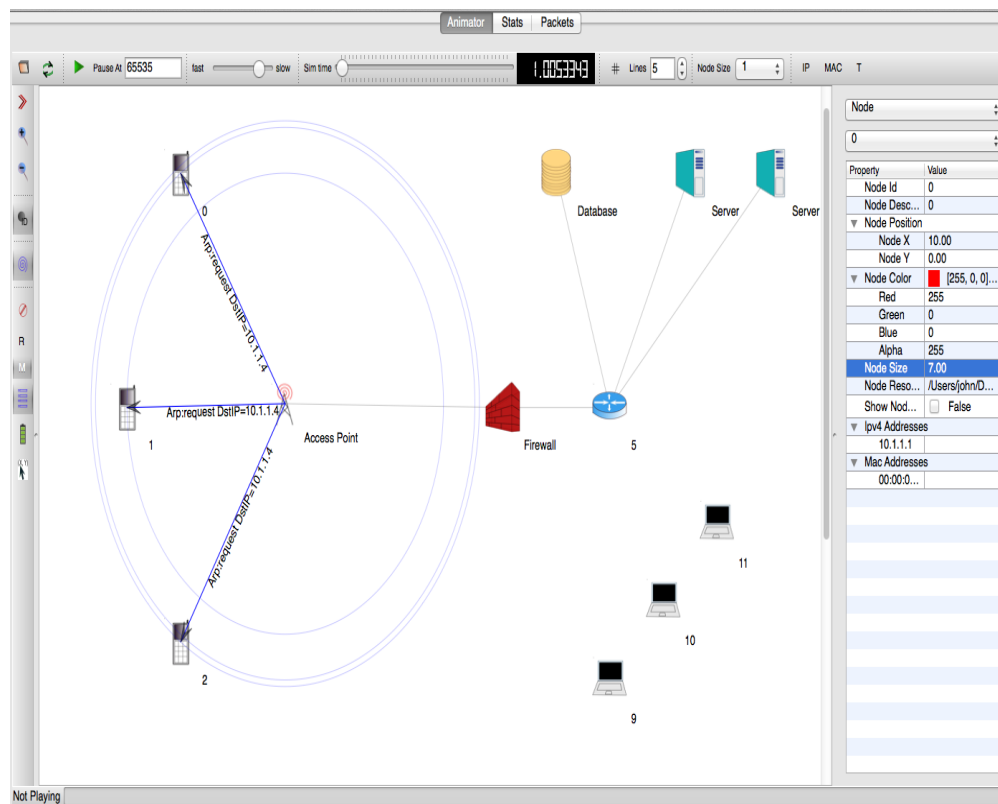 Animator Stats Packets
Pause At 65535 fast slow Sim time 1.0053343 # Lines 5 Node Size 1 IP MAC T
R
M
0
Arp:request DstIP=10.1.1.4
1
Arp:request DstIP=10.1.1.4
2
Arp:request DstIP=10.1.1.4
Access Point
Firewall
5
Database
Server
Server
11
10
9
Node
0
Property Value
Node Id 0
Node Desc... 0
Node Position
Node X 10.00
Node Y 0.00
Node Color [255, 0, 0]...
Red 255
Green 0
Blue 0
Alpha 255
Node Size 7.00
Node Reso... /Users/john/D...
Show Nod... False
Ipv4 Addresses
10.1.1.1
Mac Addresses
00:00:0...
Not Playing